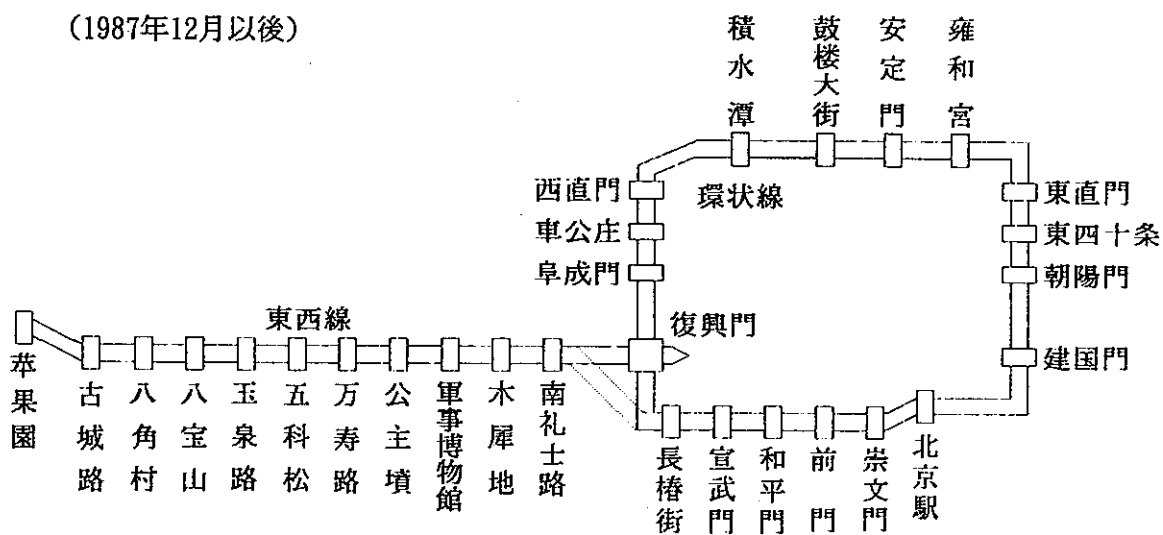 (1987年12月以後)
積水潭
鼓楼大街
安定門
雍和宮
西直門
環状線
東直門
車公庄
東四十条
阜成門
朝陽門
東西線
復興門
建国門
苹果園
古城路
八角村
八宝山
玉泉路
五科松
万寿路
公主墳
軍事博物館
木犀地
南礼士路
長椿街
宣武門
和平門
前門
崇文門
北京駅